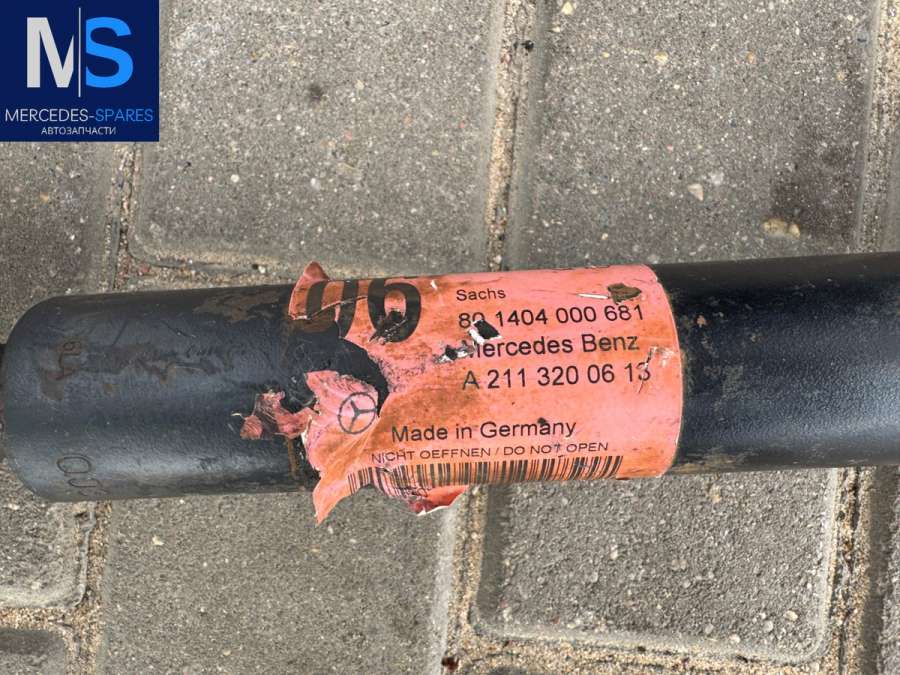 MS
MERCEDES-SPARES
АВТОЗАПЧАСТИ
Sachs
80 1404 000 681
Mercedes Benz
A 211 320 06 13
Made in Germany
NICHT OEFFNEN / DO NOT OPEN